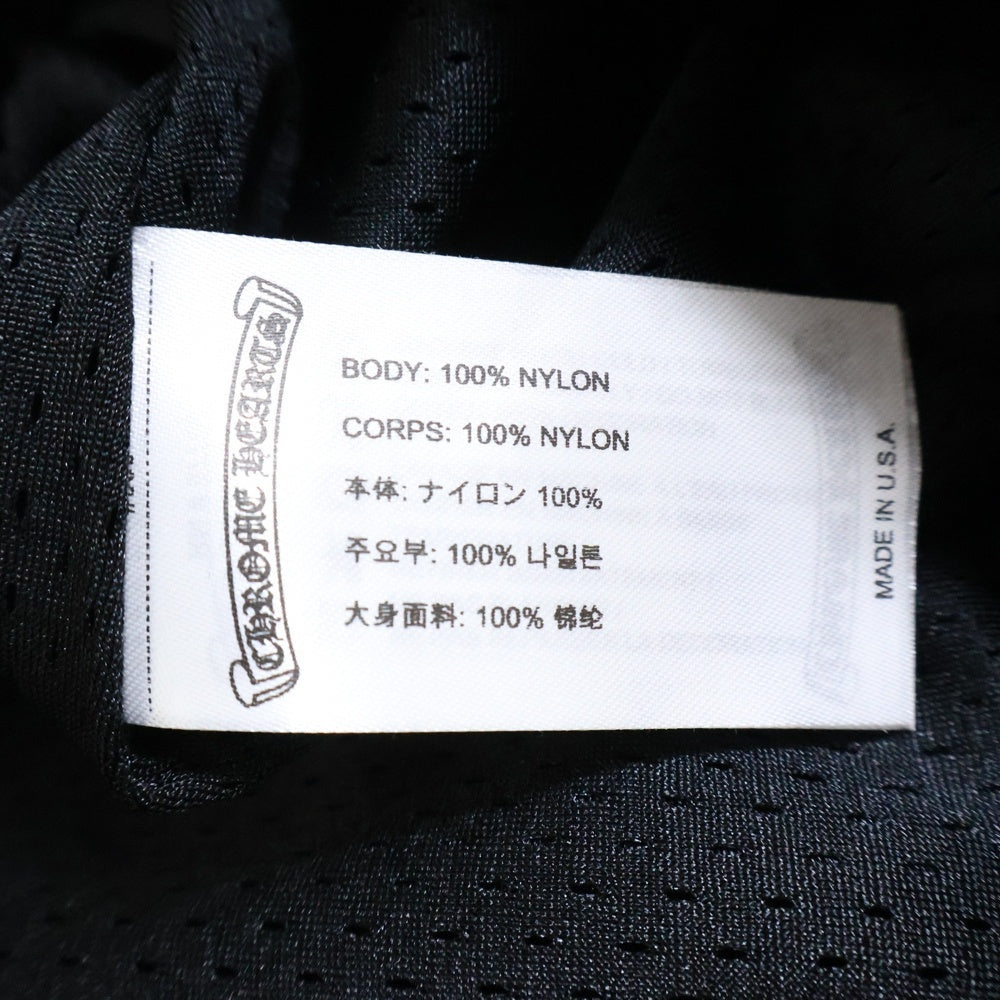 CHROME HEARTS
BODY: 100% NYLON
CORPS: 100% NYLON
本体: ナイロン 100%
주요부: 100% 나일론
大身面料: 100% 锦纶
MADE IN U.S.A.